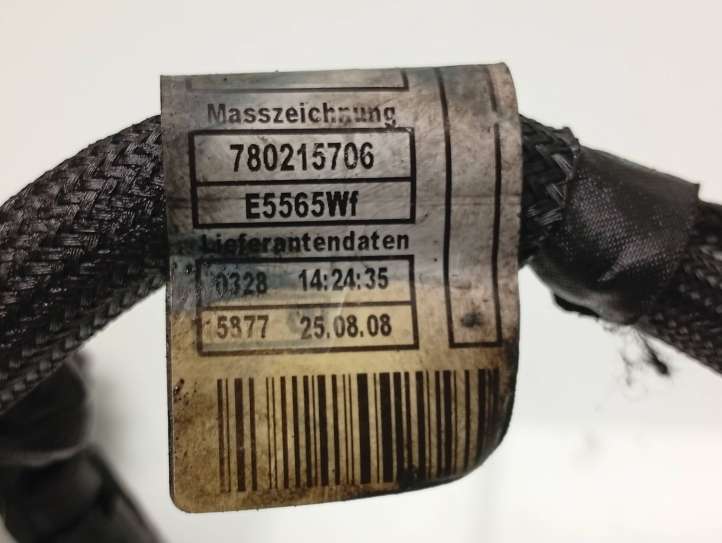 Masszeichnung
780215706
E5565Wf
Lieferantendaten
0328 14:24:35
5877 25.08.08